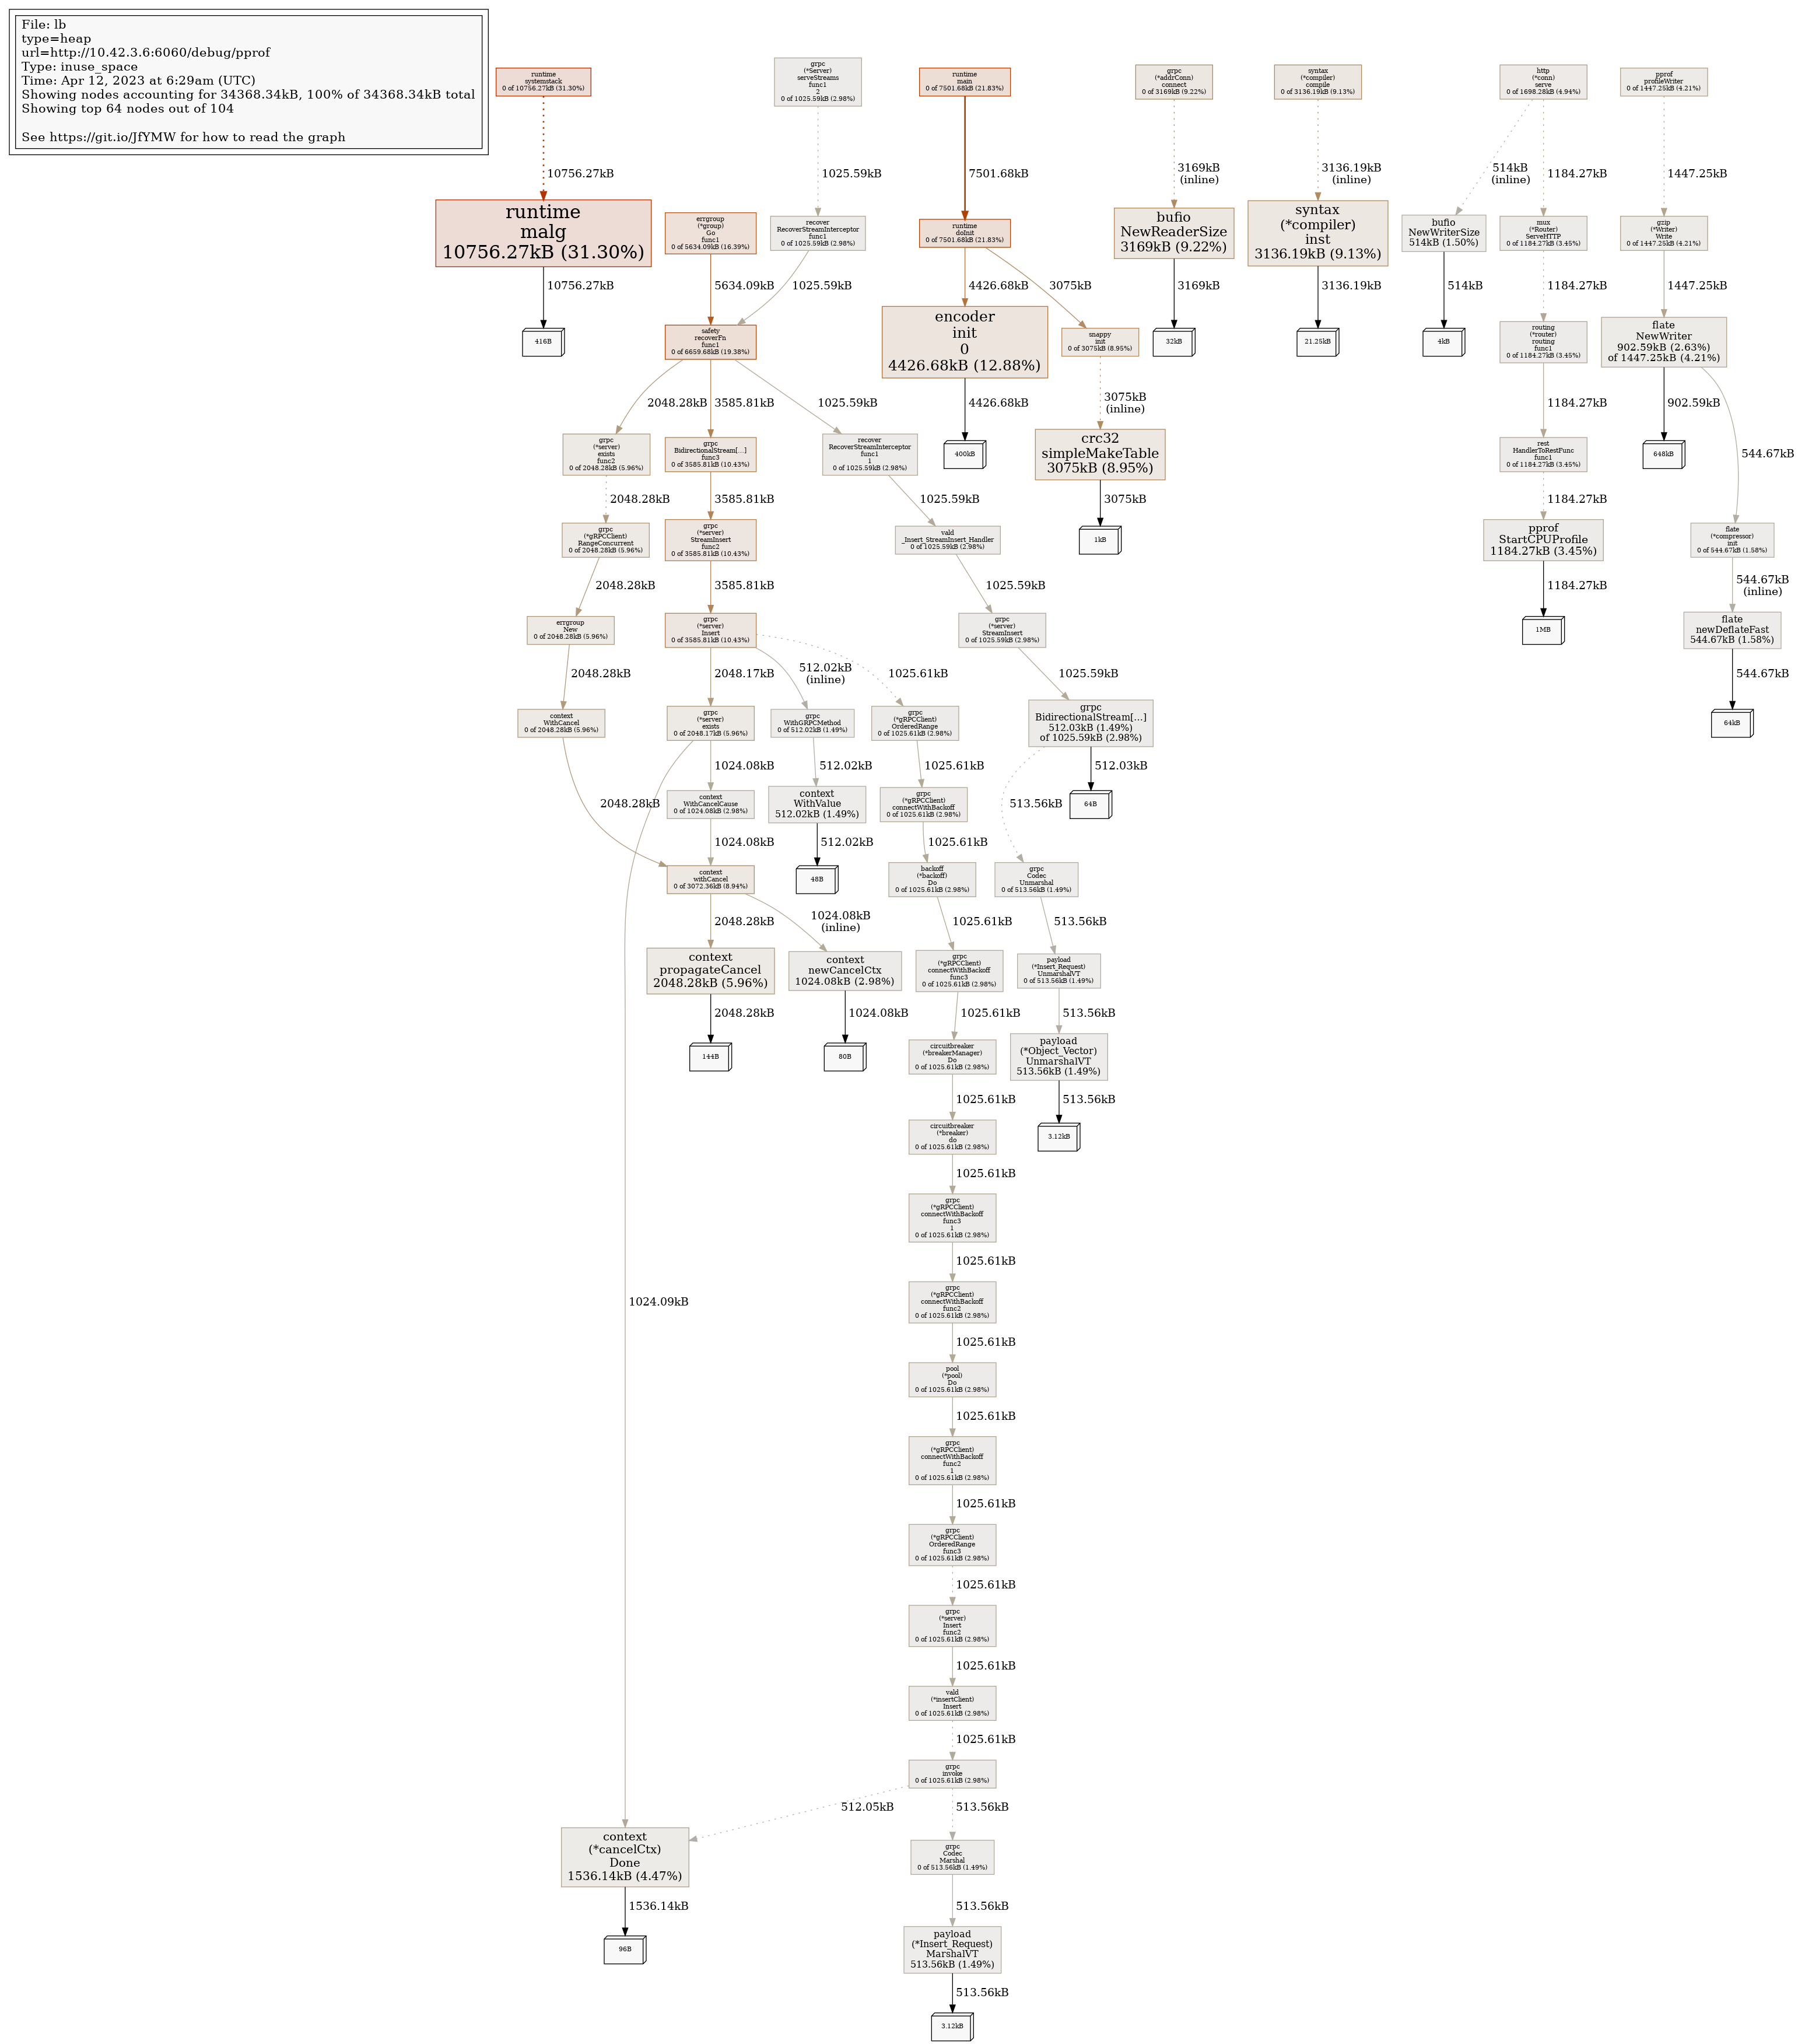 File: lb
type=heap
url=http://10.42.3.6:6060/debug/pprof
Type: inuse_space
Time: Apr 12, 2023 at 6:29am (UTC)
Showing nodes accounting for 34368.34kB, 100% of 34368.34kB total
Showing top 64 nodes out of 104
See https://git.io/JfYMW for how to read the graph
runtime
systemstack
0 of 10756.27kB (31.30%)
grpc
(*Server)
serveStreams
func1
2
0 of 1025.59kB (2.98%)
runtime
main
0 of 7501.68kB (21.83%)
grpc
(*addrConn)
connect
0 of 3169kB (9.22%)
syntax
(*compiler)
compile
0 of 3136.19kB (9.13%)
http
(*conn)
serve
0 of 1698.28kB (4.94%)
pprof
profileWriter
0 of 1447.25kB (4.21%)
10756.27kB
1025.59kB
7501.68kB
3169kB
(inline)
3136.19kB
(inline)
514kB
(inline)
1184.27kB
1447.25kB
runtime
malg
10756.27kB (31.30%)
errgroup
(*group)
Go
func1
0 of 5634.09kB (16.39%)
recover
RecoverStreamInterceptor
func1
0 of 1025.59kB (2.98%)
runtime
doInit
0 of 7501.68kB (21.83%)
bufio
NewReaderSize
3169kB (9.22%)
syntax
(*compiler)
inst
3136.19kB (9.13%)
bufio
NewWriterSize
514kB (1.50%)
mux
(*Router)
ServeHTTP
0 of 1184.27kB (3.45%)
gzip
(*Writer)
Write
0 of 1447.25kB (4.21%)
10756.27kB
5634.09kB
1025.59kB
4426.68kB
3075kB
3169kB
3136.19kB
514kB
1184.27kB
1447.25kB
416B
safety
recoverFn
func1
0 of 6659.68kB (19.38%)
encoder
init
0
4426.68kB (12.88%)
snappy
init
0 of 3075kB (8.95%)
32kB
21.25kB
4kB
routing
(*router)
routing
func1
0 of 1184.27kB (3.45%)
flate
NewWriter
902.59kB (2.63%)
of 1447.25kB (4.21%)
2048.28kB
3585.81kB
1025.59kB
4426.68kB
3075kB
(inline)
1184.27kB
902.59kB
544.67kB
grpc
(*server)
exists
func2
0 of 2048.28kB (5.96%)
grpc
BidirectionalStream[...]
func3
0 of 3585.81kB (10.43%)
recover
RecoverStreamInterceptor
func1
1
0 of 1025.59kB (2.98%)
400kB
crc32
simpleMakeTable
3075kB (8.95%)
rest
HandlerToRestFunc
func1
0 of 1184.27kB (3.45%)
648kB
2048.28kB
3585.81kB
1025.59kB
3075kB
1184.27kB
grpc
(*gRPCClient)
RangeConcurrent
0 of 2048.28kB (5.96%)
grpc
(*server)
StreamInsert
func2
0 of 3585.81kB (10.43%)
vald
_Insert_StreamInsert_Handler
0 of 1025.59kB (2.98%)
1kB
pprof
StartCPUProfile
1184.27kB (3.45%)
flate
(*compressor)
init
0 of 544.67kB (1.58%)
2048.28kB
3585.81kB
1025.59kB
1184.27kB
544.67kB
(inline)
errgroup
New
0 of 2048.28kB (5.96%)
grpc
(*server)
Insert
0 of 3585.81kB (10.43%)
grpc
(*server)
StreamInsert
0 of 1025.59kB (2.98%)
1MB
flate
newDeflateFast
544.67kB (1.58%)
2048.28kB
2048.17kB
512.02kB
(inline)
1025.61kB
1025.59kB
544.67kB
context
WithCancel
0 of 2048.28kB (5.96%)
grpc
(*server)
exists
0 of 2048.17kB (5.96%)
grpc
WithGRPCMethod
0 of 512.02kB (1.49%)
grpc
(*gRPCClient)
OrderedRange
0 of 1025.61kB (2.98%)
grpc
BidirectionalStream[...]
512.03kB (1.49%)
of 1025.59kB (2.98%)
64kB
1024.08kB
512.02kB
1025.61kB
512.03kB
2048.28kB
context
WithCancelCause
0 of 1024.08kB (2.98%)
context
WithValue
512.02kB (1.49%)
grpc
(*gRPCClient)
connectWithBackoff
0 of 1025.61kB (2.98%)
513.56kB
64B
1024.08kB
512.02kB
1025.61kB
context
withCancel
0 of 3072.36kB (8.94%)
48B
backoff
(*backoff)
Do
0 of 1025.61kB (2.98%)
grpc
Codec
Unmarshal
0 of 513.56kB (1.49%)
2048.28kB
1024.08kB
(inline)
1025.61kB
513.56kB
context
propagateCancel
2048.28kB (5.96%)
context
newCancelCtx
1024.08kB (2.98%)
grpc
(*gRPCClient)
connectWithBackoff
func3
0 of 1025.61kB (2.98%)
payload
(*Insert_Request)
UnmarshalVT
0 of 513.56kB (1.49%)
2048.28kB
1024.08kB
1025.61kB
513.56kB
144B
80B
circuitbreaker
(*breakerManager)
Do
0 of 1025.61kB (2.98%)
payload
(*Object_Vector)
UnmarshalVT
513.56kB (1.49%)
1025.61kB
513.56kB
circuitbreaker
(*breaker)
do
0 of 1025.61kB (2.98%)
3.12kB
1025.61kB
grpc
(*gRPCClient)
connectWithBackoff
func3
1
0 of 1025.61kB (2.98%)
1025.61kB
1024.09kB
grpc
(*gRPCClient)
connectWithBackoff
func2
0 of 1025.61kB (2.98%)
1025.61kB
pool
(*pool)
Do
0 of 1025.61kB (2.98%)
1025.61kB
grpc
(*gRPCClient)
connectWithBackoff
func2
1
0 of 1025.61kB (2.98%)
1025.61kB
grpc
(*gRPCClient)
OrderedRange
func3
0 of 1025.61kB (2.98%)
1025.61kB
grpc
(*server)
Insert
func2
0 of 1025.61kB (2.98%)
1025.61kB
vald
(*insertClient)
Insert
0 of 1025.61kB (2.98%)
1025.61kB
grpc
invoke
0 of 1025.61kB (2.98%)
512.05kB
513.56kB
context
(*cancelCtx)
Done
1536.14kB (4.47%)
grpc
Codec
Marshal
0 of 513.56kB (1.49%)
1536.14kB
513.56kB
96B
payload
(*Insert_Request)
MarshalVT
513.56kB (1.49%)
513.56kB
3.12kB